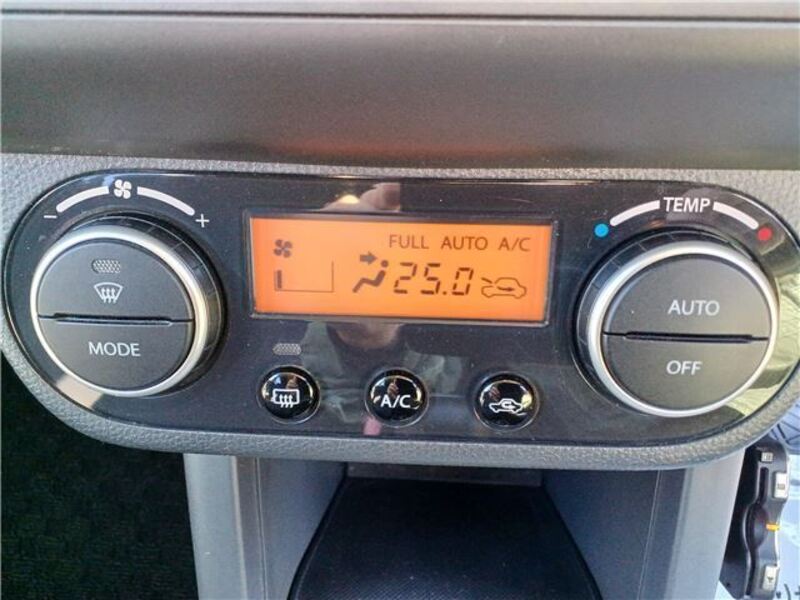 - +
TEMP
FULL AUTO A/C
25.0
MODE
AUTO
OFF
A/C